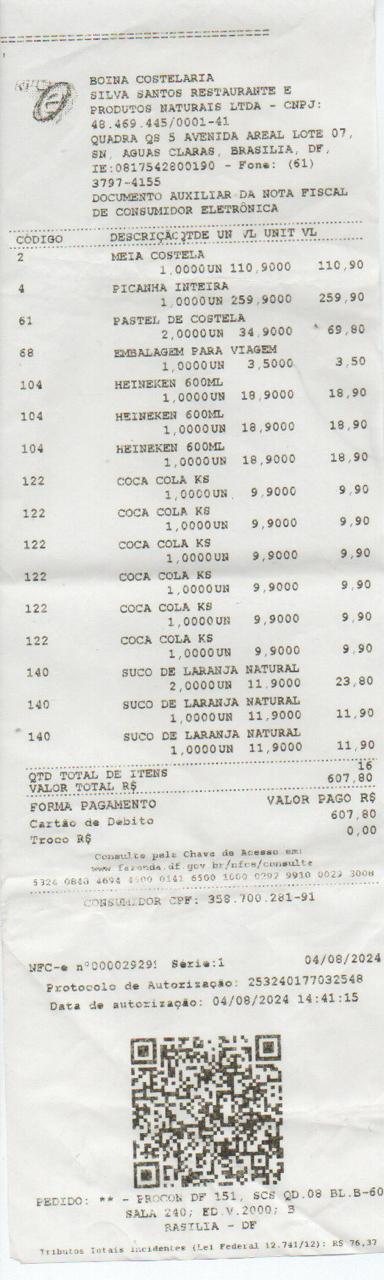 BOINA COSTELARIA
SILVA SANTOS RESTAURANTE E
PRODUTOS NATURAIS LTDA - CNPJ:
48.469.445/0001-41
QUADRA QS 5 AVENIDA AREAL LOTE 07,
SN, AGUAS CLARAS, BRASILIA, DF,
IE:0817542800190 - Fone: (61)
3797-4155
DOCUMENTO AUXILIAR DA NOTA FISCAL
DE CONSUMIDOR ELETRÔNICA
CÓDIGO DESCRIÇÃO QTDE UN VL UNIT VL
2 MEIA COSTELA
1,0000UN 110,9000 110,90
4 PICANHA INTEIRA
1,0000UN 259,9000 259,90
61 PASTEL DE COSTELA
2,0000UN 34,9000 69,80
68 EMBALAGEM PARA VIAGEM
1,0000UN 3,5000 3,50
104 HEINEKEN 600ML
1,0000UN 18,9000 18,90
104 HEINEKEN 600ML
1,0000UN 18,9000 18,90
104 HEINEKEN 600ML
1,0000UN 18,9000 18,90
122 COCA COLA KS
1,0000UN 9,9000 9,90
122 COCA COLA KS
1,0000UN 9,9000 9,90
122 COCA COLA KS
1,0000UN 9,9000 9,90
122 COCA COLA KS
1,0000UN 9,9000 9,90
122 COCA COLA KS
1,0000UN 9,9000 9,90
122 COCA COLA KS
1,0000UN 9,9000 9,90
140 SUCO DE LARANJA NATURAL
2,0000UN 11,9000 23,80
140 SUCO DE LARANJA NATURAL
1,0000UN 11,9000 11,90
140 SUCO DE LARANJA NATURAL
1,0000UN 11,9000 11,90
QTD TOTAL DE ITENS 16
VALOR TOTAL R$ 607,80
FORMA PAGAMENTO VALOR PAGO R$
Cartão de Debito 607,80
Troco R$ 0,00
Consulte pela Chave de Acesso em:
www.fazenda.df.gov.br/nfce/consulta
5324 0848 4694 4500 0141 6500 1000 0292 9910 0029 3008
CONSUMIDOR CPF: 358.700.281-91
NFC-e nº000029291 Série:1 04/08/2024
Protocolo de Autorização: 253240177032548
Data de autorização: 04/08/2024 14:41:15
PEDIDO: ** - PROCON DF 151, SCS QD.08 BL.B-60
SALA 240; ED.V.2000; B
RASILIA - DF
Tributos Totais Incidentes (Lei Federal 12.741/12): R$ 76,37